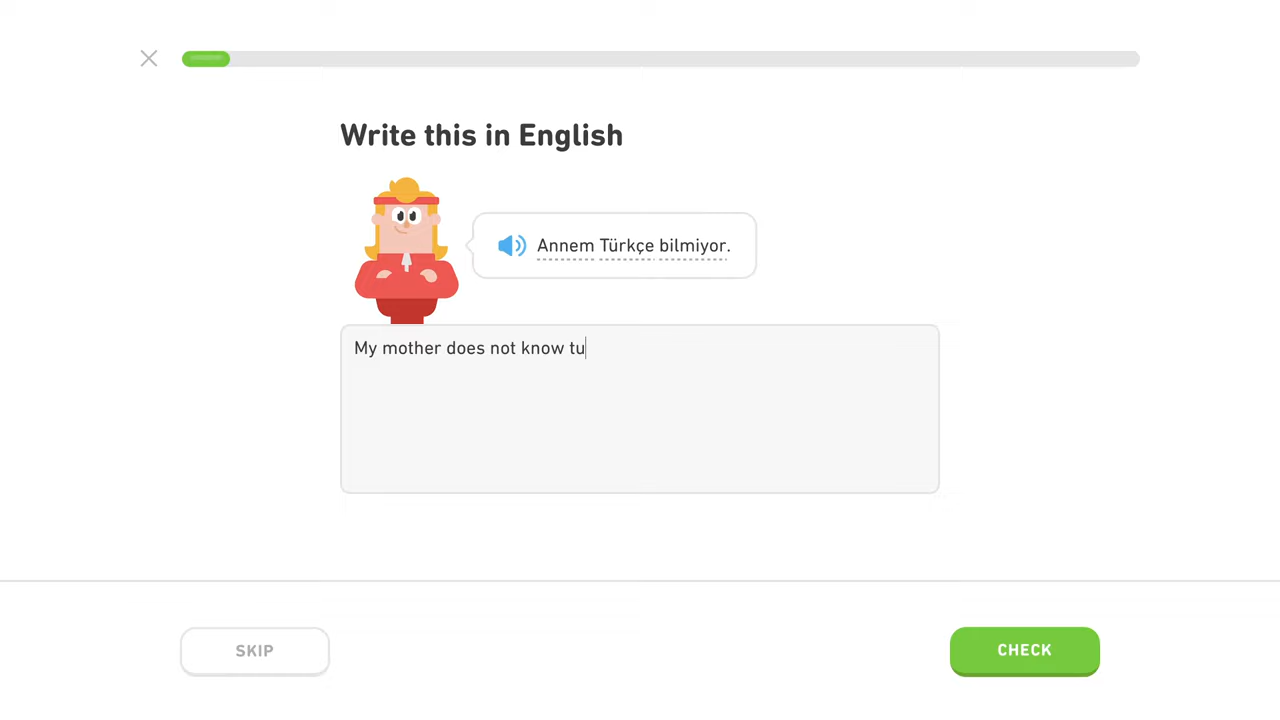 Write this in English
Annem Türkçe bilmiyor.
My mother does not know tu
SKIP
CHECK